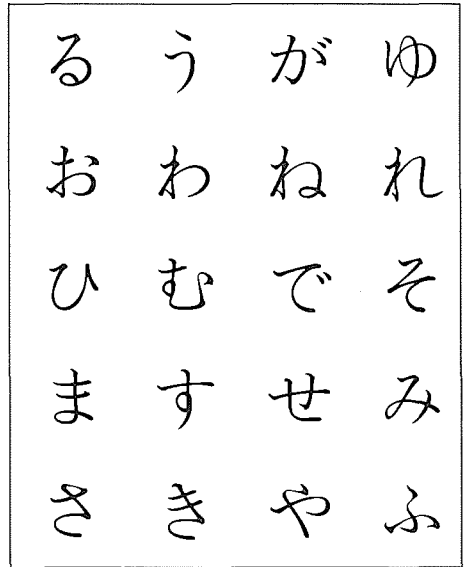 る う が ゆ
お わ ね れ
ひ む で そ
ま す せ み
さ き や ふ